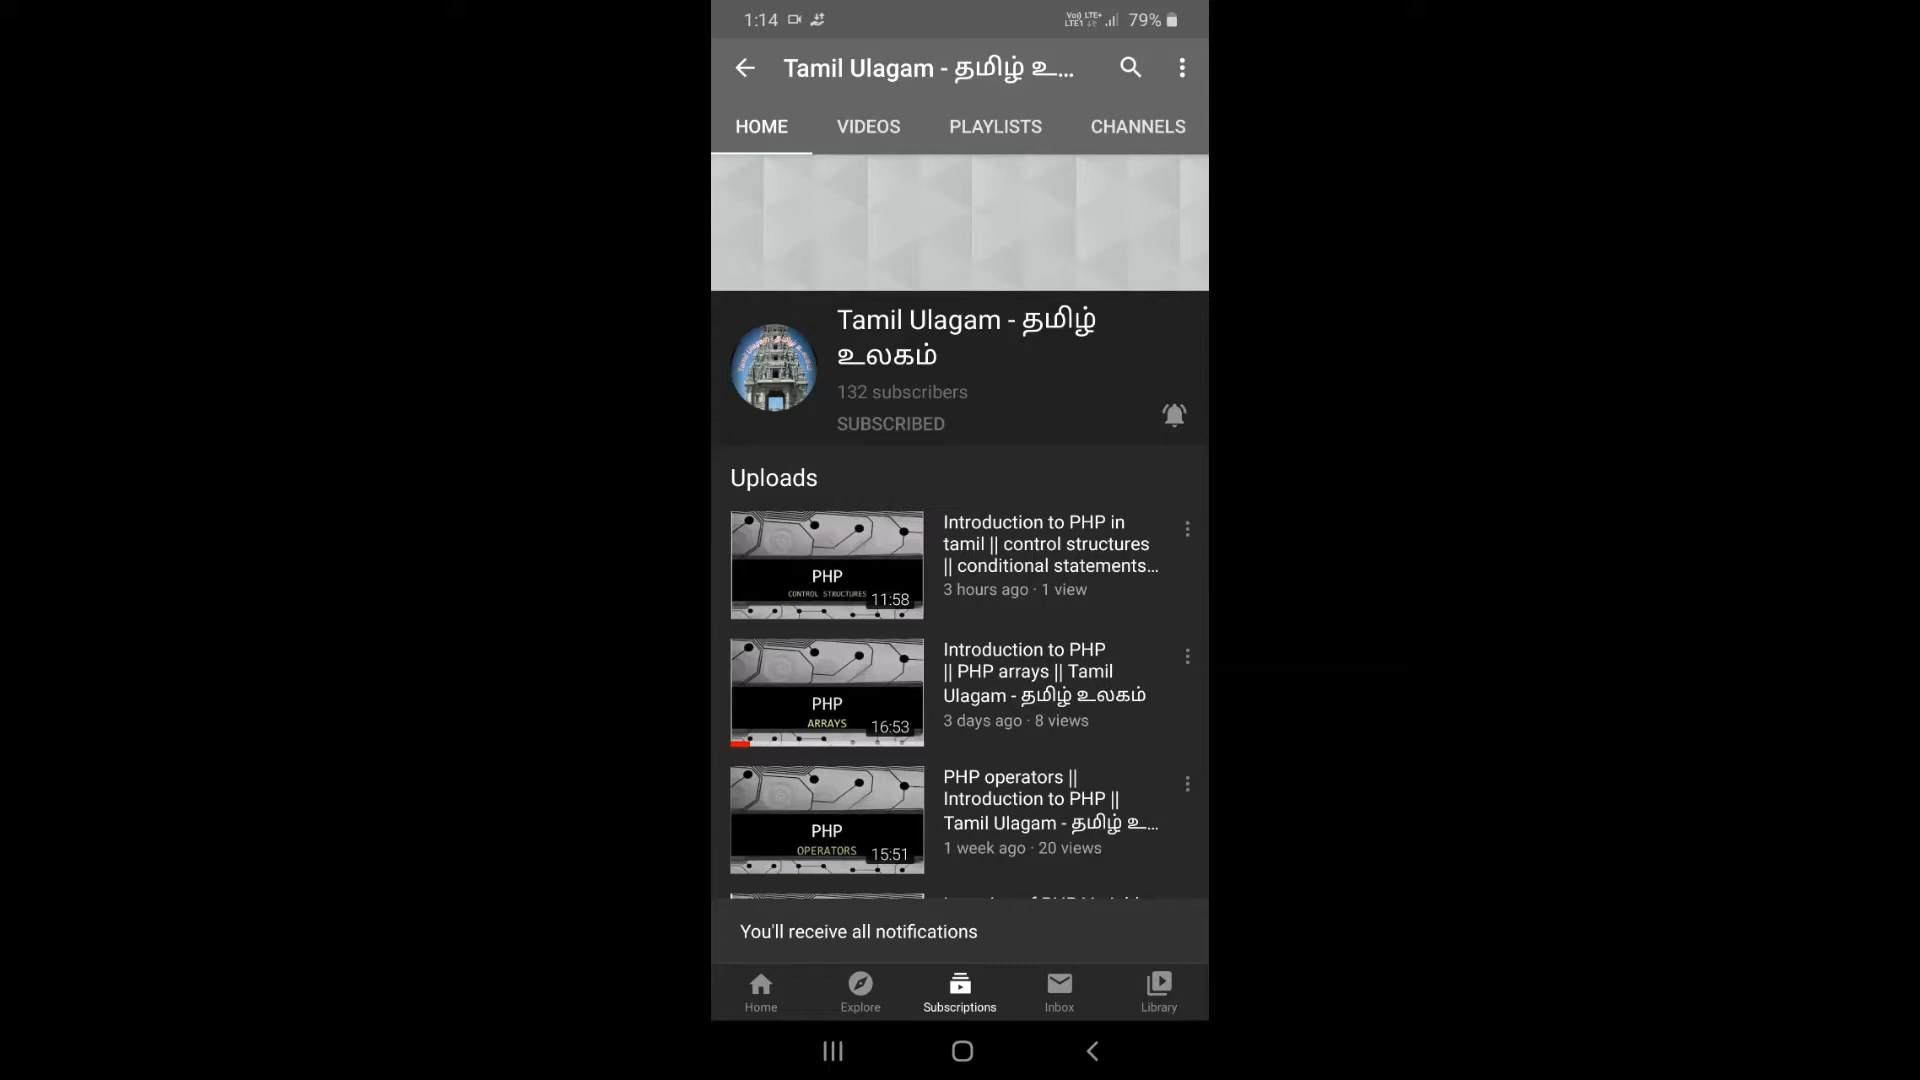 1:14
Vo) LTE+
LTE1
79%
Tamil Ulagam - தமிழ் உ...
HOME VIDEOS PLAYLISTS CHANNELS
Tamil Ulagam - தமிழ்
உலகம்
132 subscribers
SUBSCRIBED
Uploads
PHP
CONTROL STRUCTURES
11:58
Introduction to PHP in
tamil || control structures
|| conditional statements...
3 hours ago · 1 view
PHP
ARRAYS
16:53
Introduction to PHP
|| PHP arrays || Tamil
Ulagam - தமிழ் உலகம்
3 days ago · 8 views
PHP
OPERATORS
15:51
PHP operators ||
Introduction to PHP ||
Tamil Ulagam - தமிழ் உ...
1 week ago · 20 views
You'll receive all notifications
Home Explore Subscriptions Inbox Library